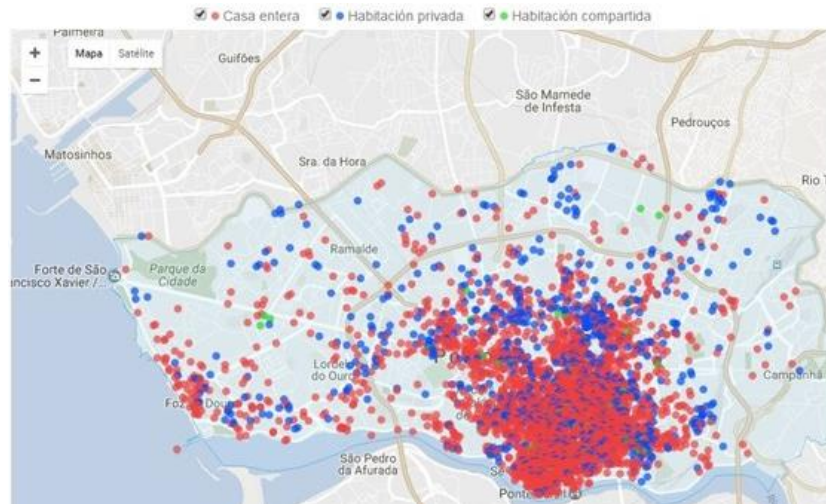 Casa entera Habitación privada Habitación compartida
Palmeira
+ Mapa Satélite
−
Guifões
São Mamede
de Infesta
Pedrouços
Matosinhos
Sra. da Hora
Rio T
Ramalde
Forte de São
ncisco Xavier /...
Parque da
Cidade
P
Lordelo
do Ouro
Campanhã
Foz Douro
São Pedro
da Afurada
Ponte